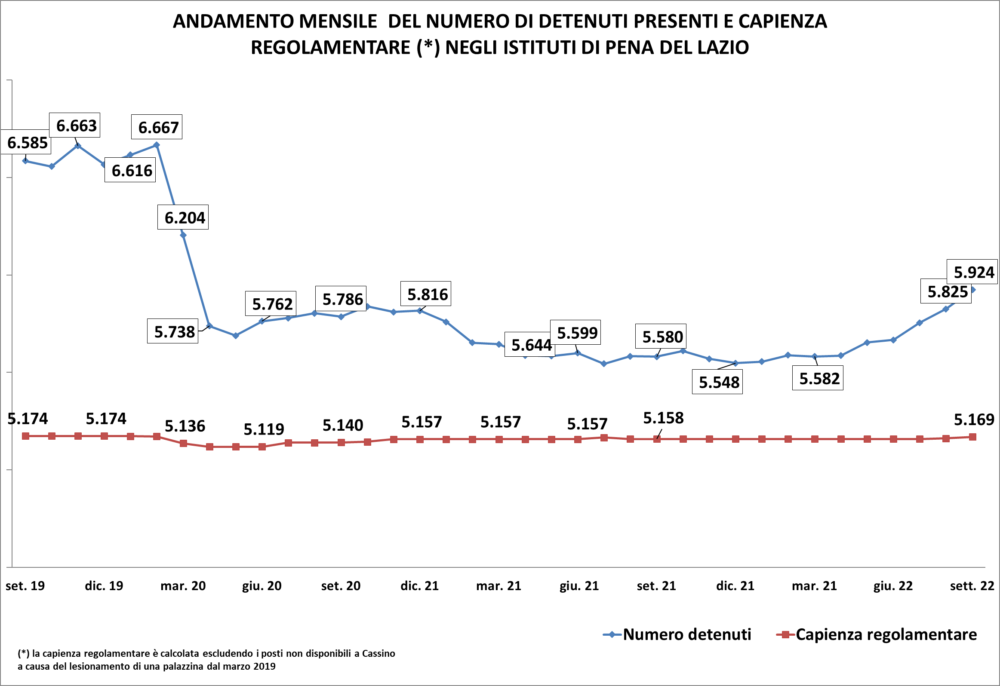 ANDAMENTO MENSILE  DEL NUMERO DI DETENUTI PRESENTI E CAPIENZA
REGOLAMENTARE (*) NEGLI ISTITUTI DI PENA DEL LAZIO
6.585
6.663
6.616
6.667
6.204
5.738
5.762
5.786
5.816
5.644
5.599
5.580
5.548
5.582
5.825
5.924
5.174
5.174
5.136
5.119
5.140
5.157
5.157
5.157
5.158
5.169
set. 19
dic. 19
mar. 20
giu. 20
set. 20
dic. 21
mar. 21
giu. 21
set. 21
dic. 21
mar. 21
giu. 22
sett. 22
Numero detenuti
Capienza regolamentare
(*) la capienza regolamentare è calcolata escludendo i posti non disponibili a Cassino
a causa del lesionamento di una palazzina dal marzo 2019